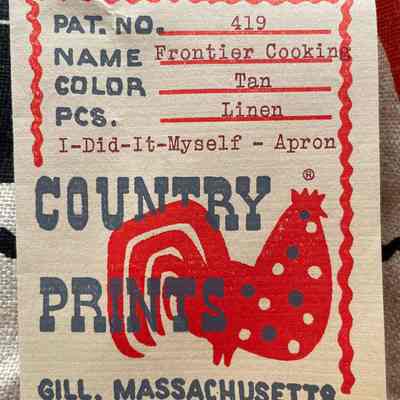 PAT. NO. 419
NAME Frontier Cooking
COLOR Tan
PCS. Linen
I-Did-It-Myself - Apron
COUNTRY ®
PRINTS
GILL, MASSACHUSETTS